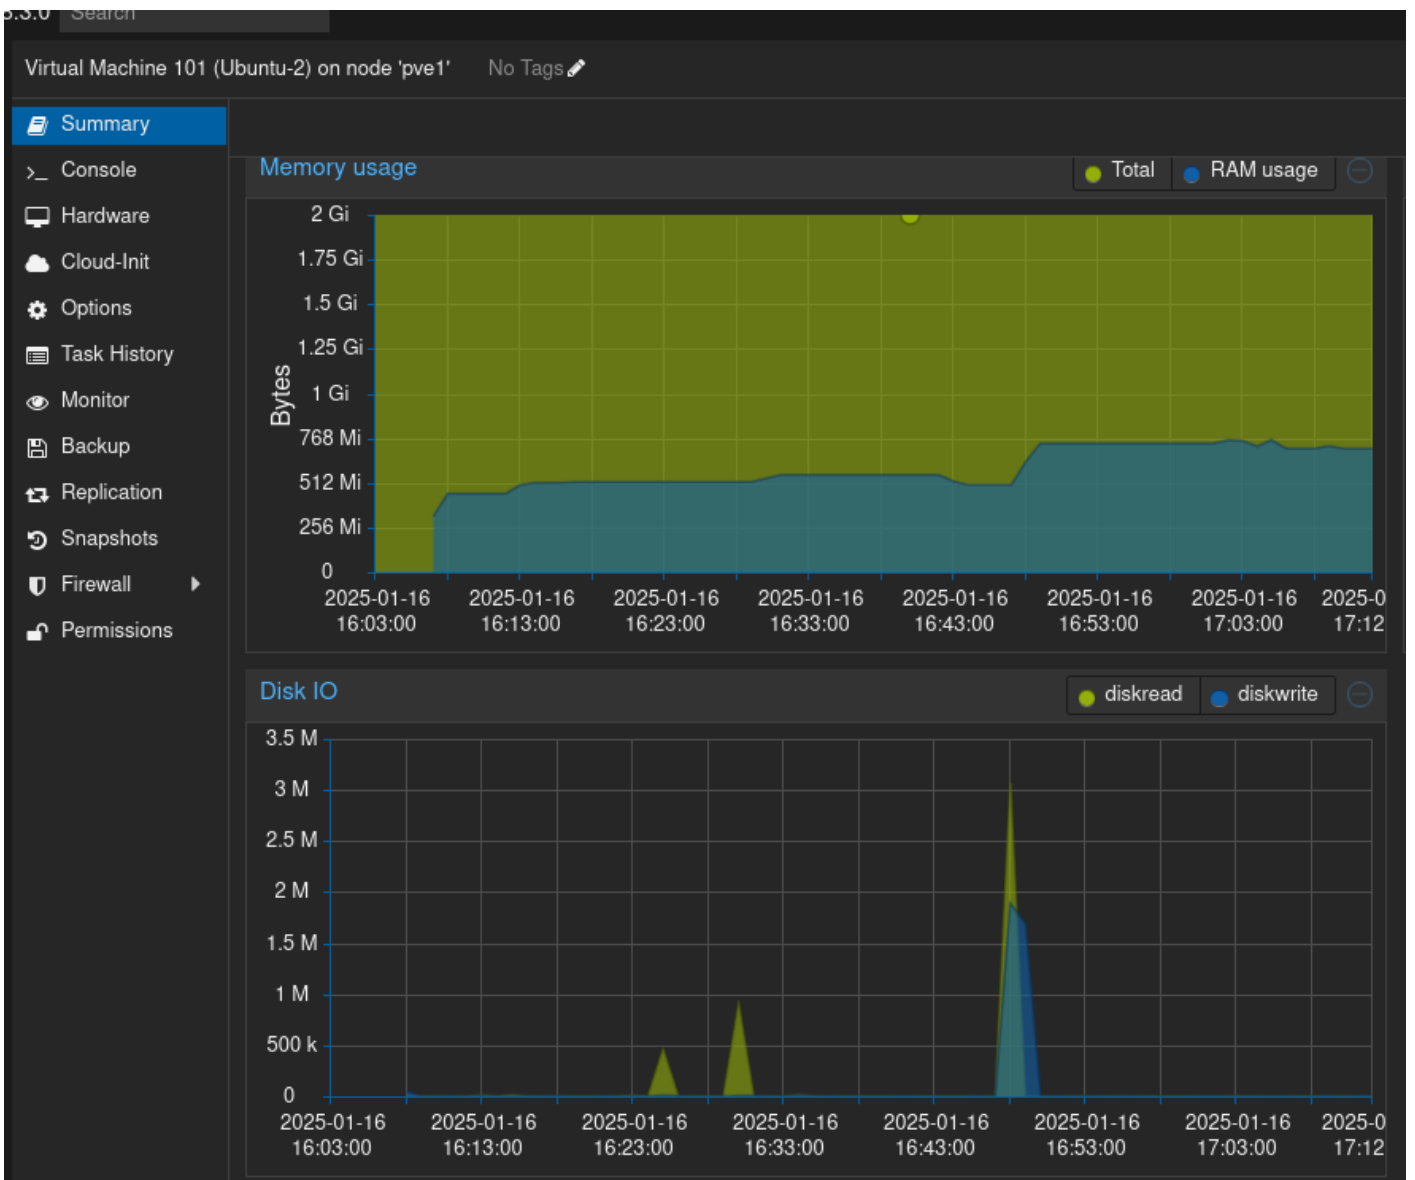 3.3.0 Search
Virtual Machine 101 (Ubuntu-2) on node 'pve1' No Tags
Summary
Console
Hardware
Cloud-Init
Options
Task History
Monitor
Backup
Replication
Snapshots
Firewall
Permissions
Memory usage Total RAM usage
Bytes
2 Gi
1.75 Gi
1.5 Gi
1.25 Gi
1 Gi
768 Mi
512 Mi
256 Mi
0
2025-01-16 2025-01-16 2025-01-16 2025-01-16 2025-01-16 2025-01-16 2025-01-16 2025-0
16:03:00 16:13:00 16:23:00 16:33:00 16:43:00 16:53:00 17:03:00 17:12
Disk IO diskread diskwrite
3.5 M
3 M
2.5 M
2 M
1.5 M
1 M
500 k
0
2025-01-16 2025-01-16 2025-01-16 2025-01-16 2025-01-16 2025-01-16 2025-01-16 2025-0
16:03:00 16:13:00 16:23:00 16:33:00 16:43:00 16:53:00 17:03:00 17:12